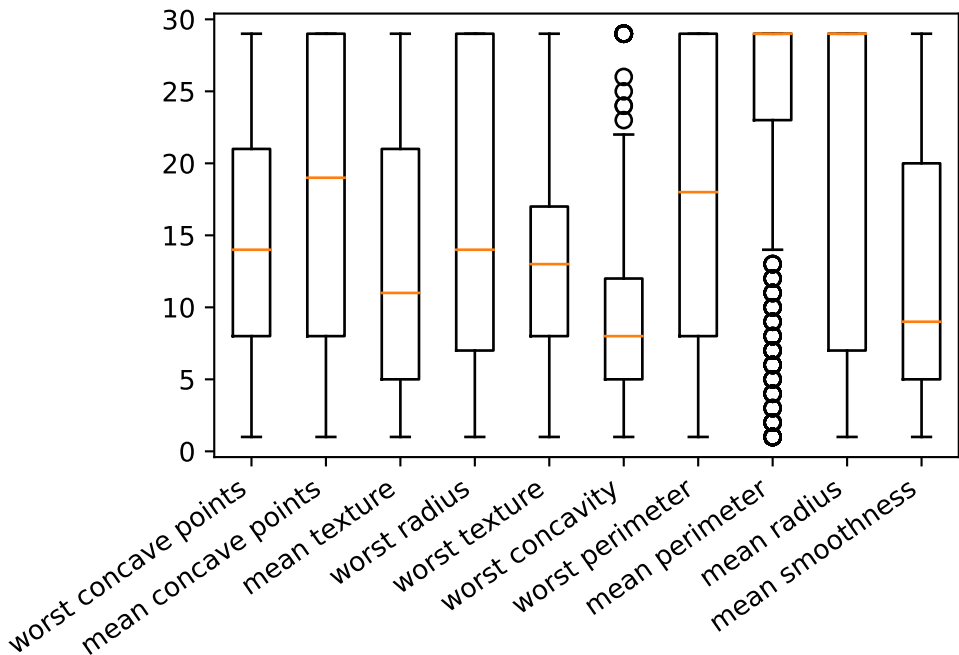 30
25
20
15
10
5
0
worst concave points
mean concave points
mean texture
worst radius
worst texture
worst concavity
worst perimeter
mean perimeter
mean radius
mean smoothness